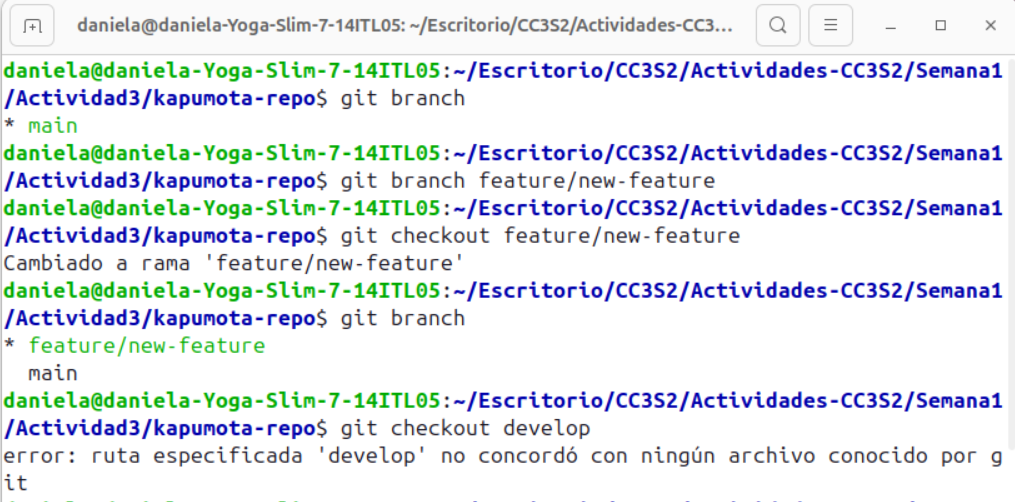 daniela@daniela-Yoga-Slim-7-14ITL05: ~/Escritorio/CC3S2/Actividades-CC3...
daniela@daniela-Yoga-Slim-7-14ITL05:~/Escritorio/CC3S2/Actividades-CC3S2/Semana1
/Actividad3/kapumota-repo$ git branch
* main
daniela@daniela-Yoga-Slim-7-14ITL05:~/Escritorio/CC3S2/Actividades-CC3S2/Semana1
/Actividad3/kapumota-repo$ git branch feature/new-feature
daniela@daniela-Yoga-Slim-7-14ITL05:~/Escritorio/CC3S2/Actividades-CC3S2/Semana1
/Actividad3/kapumota-repo$ git checkout feature/new-feature
Cambiado a rama 'feature/new-feature'
daniela@daniela-Yoga-Slim-7-14ITL05:~/Escritorio/CC3S2/Actividades-CC3S2/Semana1
/Actividad3/kapumota-repo$ git branch
* feature/new-feature
  main
daniela@daniela-Yoga-Slim-7-14ITL05:~/Escritorio/CC3S2/Actividades-CC3S2/Semana1
/Actividad3/kapumota-repo$ git checkout develop
error: ruta especificada 'develop' no concordó con ningún archivo conocido por g
it